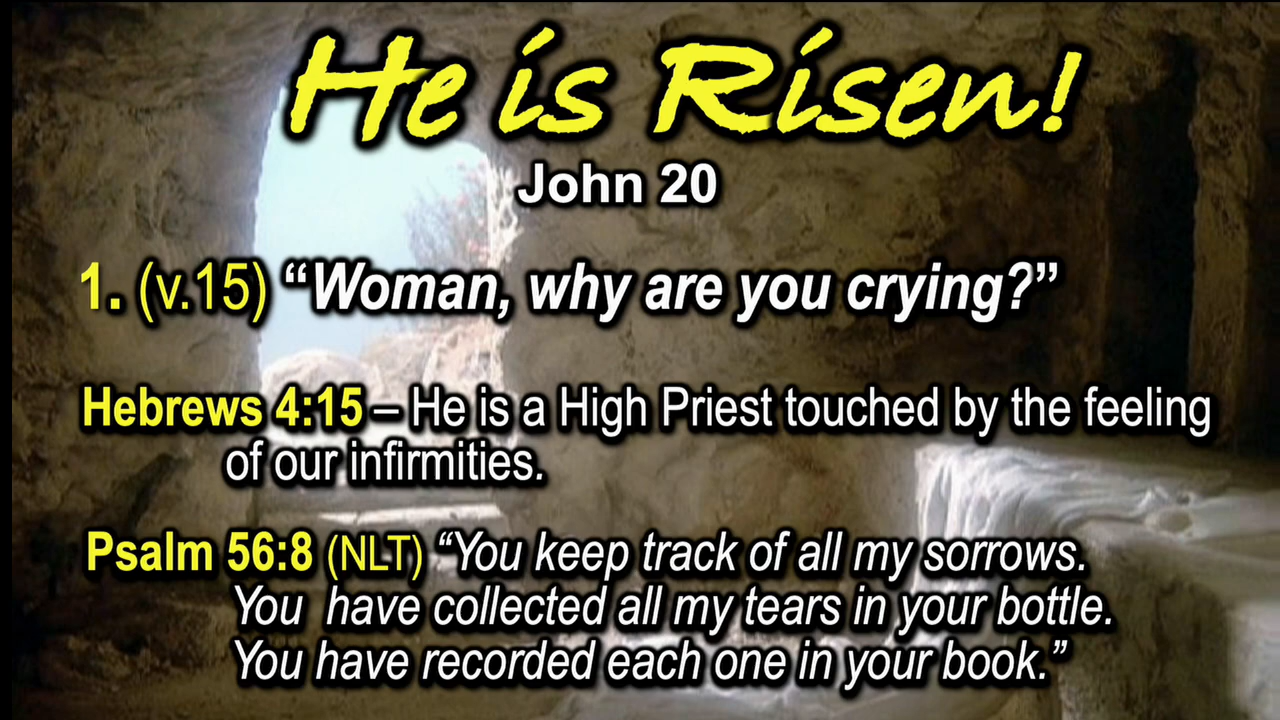 He is Risen!
John 20
1. (v.15) “Woman, why are you crying?”
Hebrews 4:15 – He is a High Priest touched by the feeling
of our infirmities.
Psalm 56:8 (NLT) “You keep track of all my sorrows.
You  have collected all my tears in your bottle.
You have recorded each one in your book.”